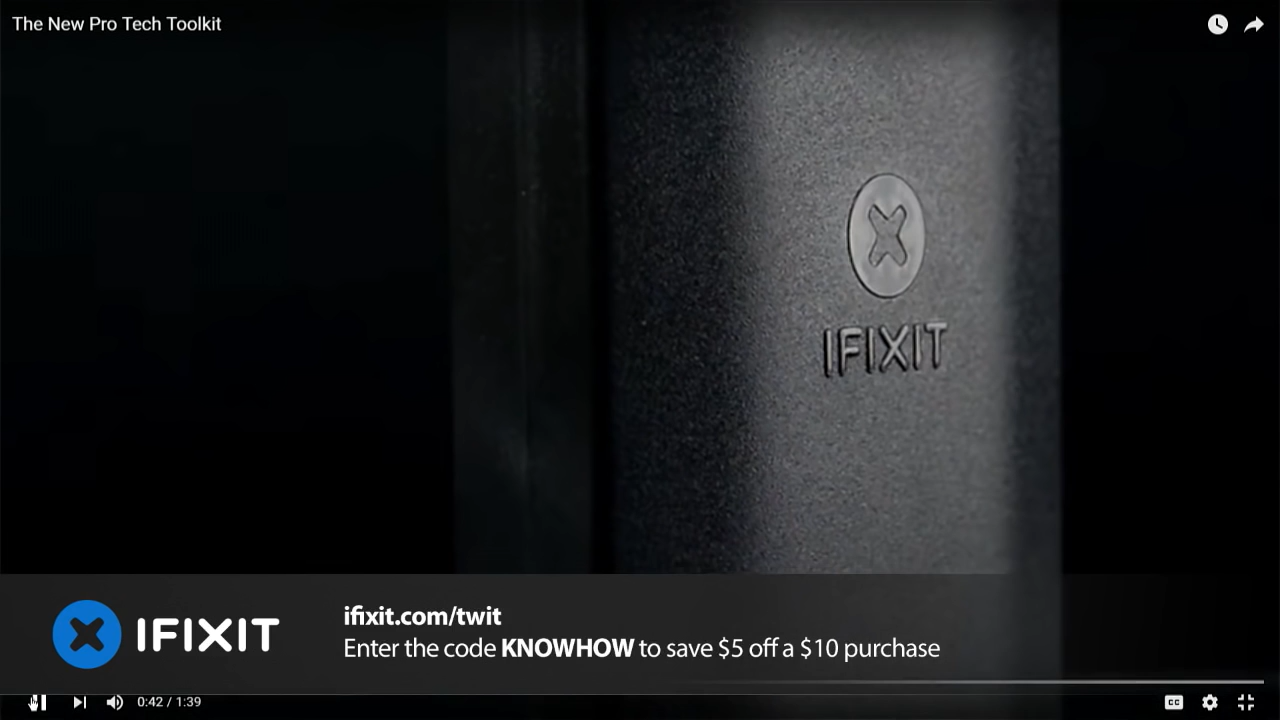 The New Pro Tech Toolkit
IFIXIT
IFIXIT
ifixit.com/twit
Enter the code KNOWHOW to save $5 off a $10 purchase
0:42 / 1:39
CC